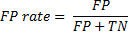 FP rate = FP / FP + TN